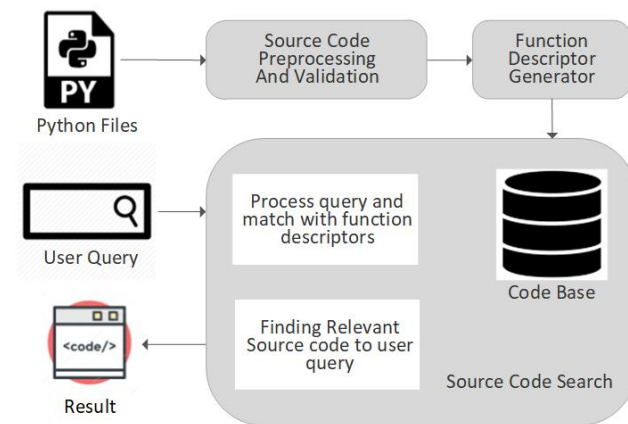 PY
Python Files
Source Code
Preprocessing
And Validation
Function
Descriptor
Generator
User Query
Process query and
match with function
descriptors
Code Base
<code/>
Result
Finding Relevant
Source code to user
query
Source Code Search